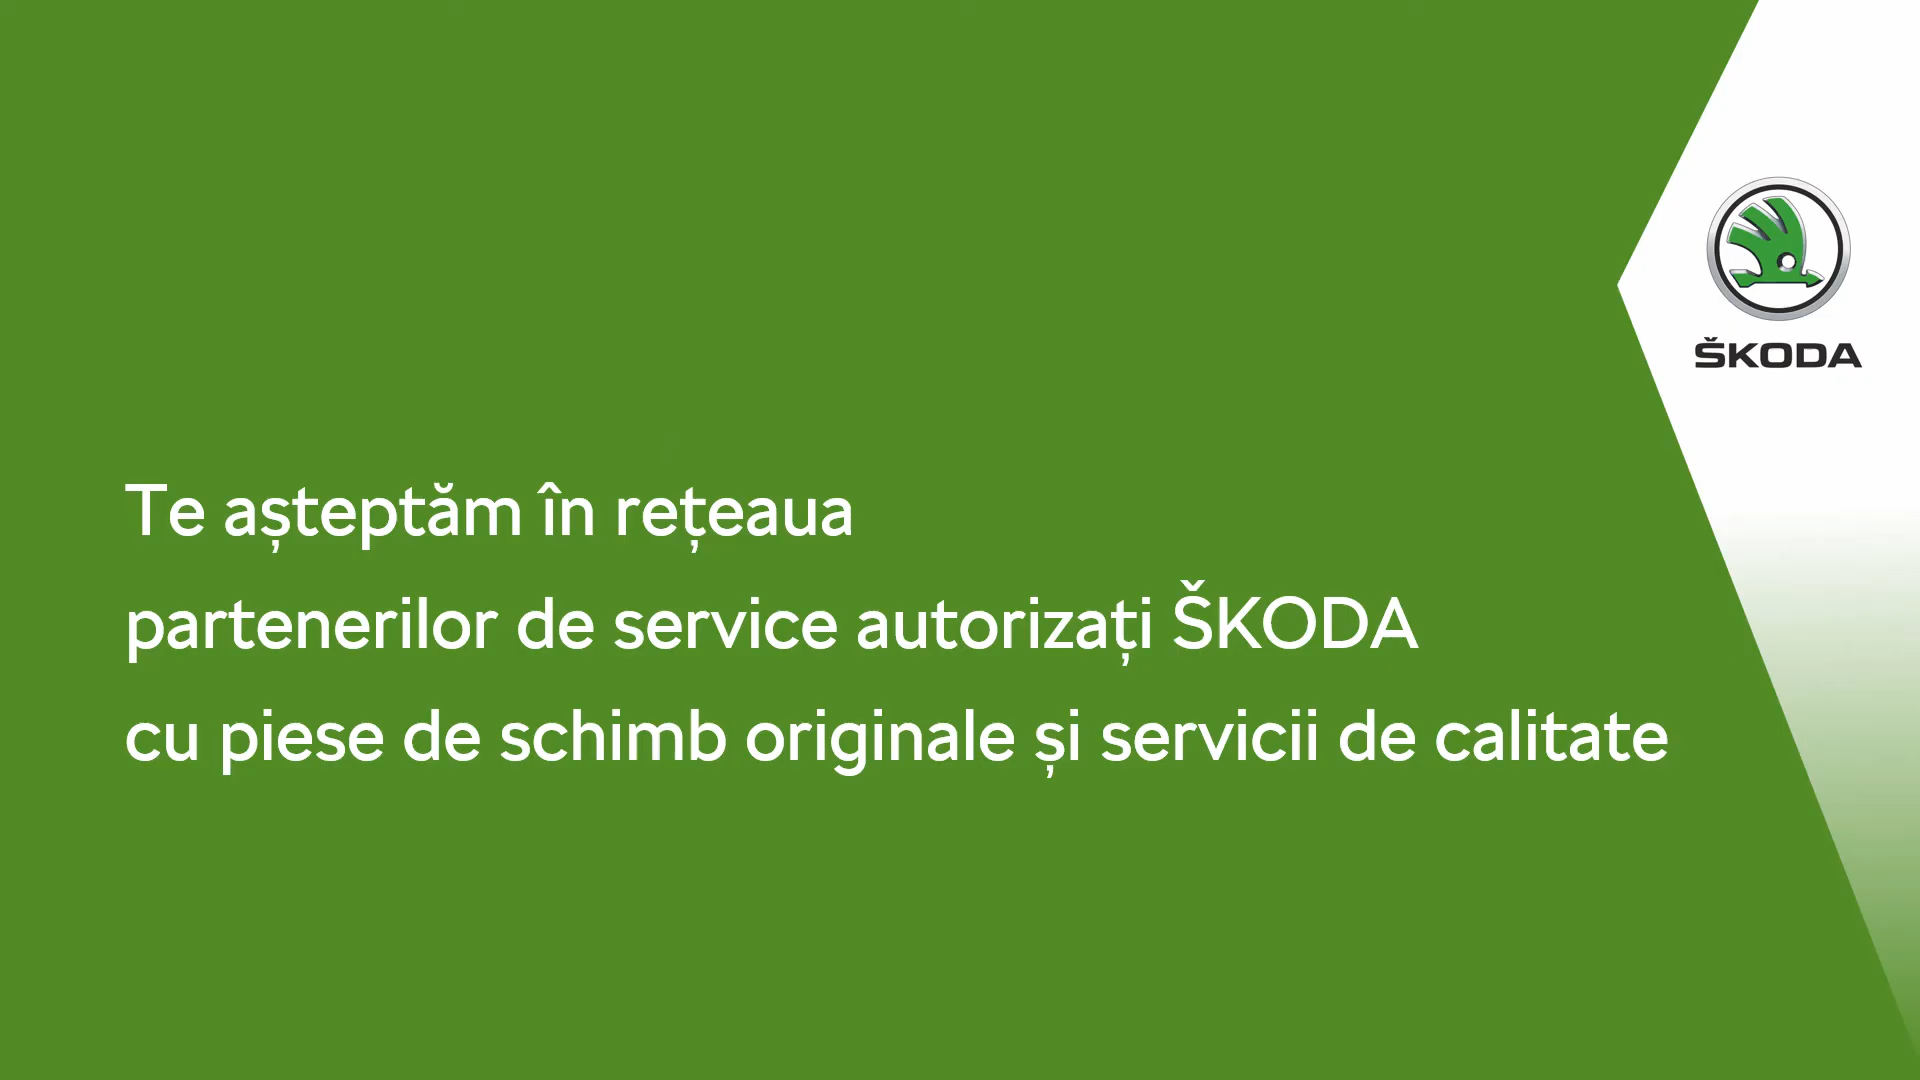 ŠKODA
Te așteptăm în rețeaua
partenerilor de service autorizați ŠKODA
cu piese de schimb originale și servicii de calitate